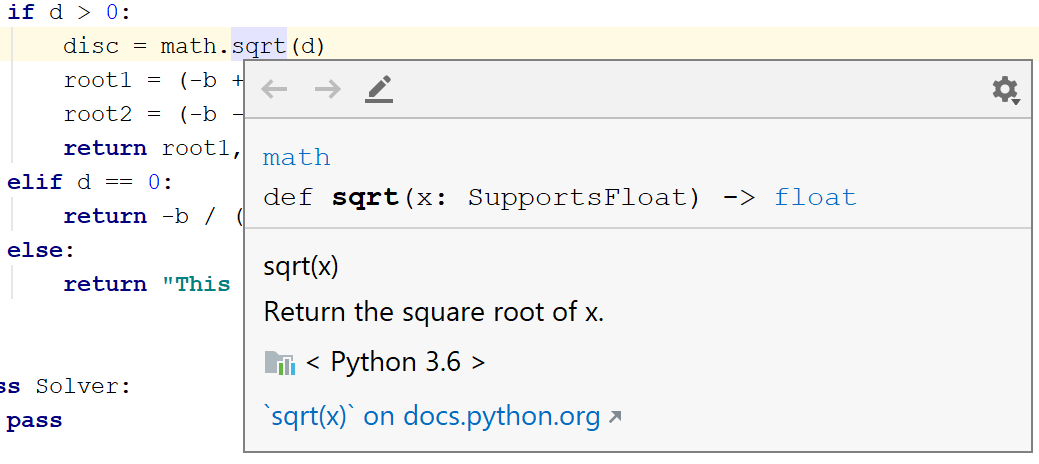 if d > 0:
disc = math.sqrt(d)
root1 = (-b +
root2 = (-b -
return root1,
elif d == 0:
return -b / (
else:
return "This
ss Solver:
pass
math
def sqrt(x: SupportsFloat) -> float
sqrt(x)
Return the square root of x.
< Python 3.6 >
`sqrt(x)` on docs.python.org